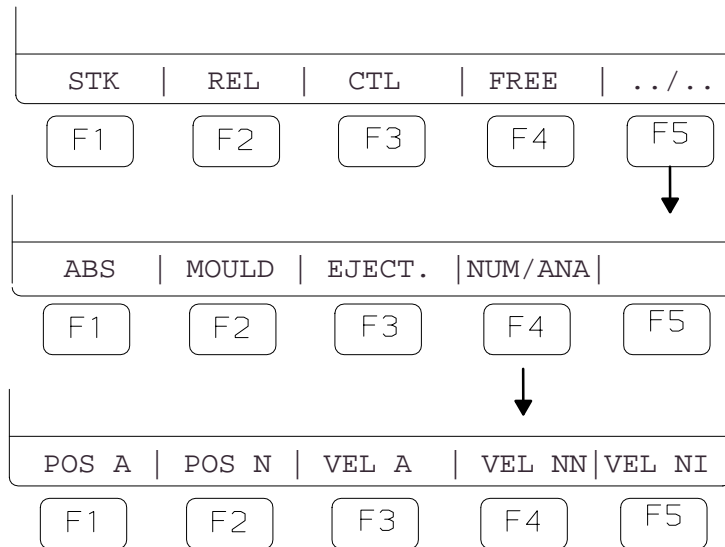 STK | REL | CTL | FREE | ../..
F1 F2 F3 F4 F5
ABS | MOULD | EJECT. |NUM/ANA|
F1 F2 F3 F4 F5
POS A | POS N | VEL A | VEL NN|VEL NI
F1 F2 F3 F4 F5